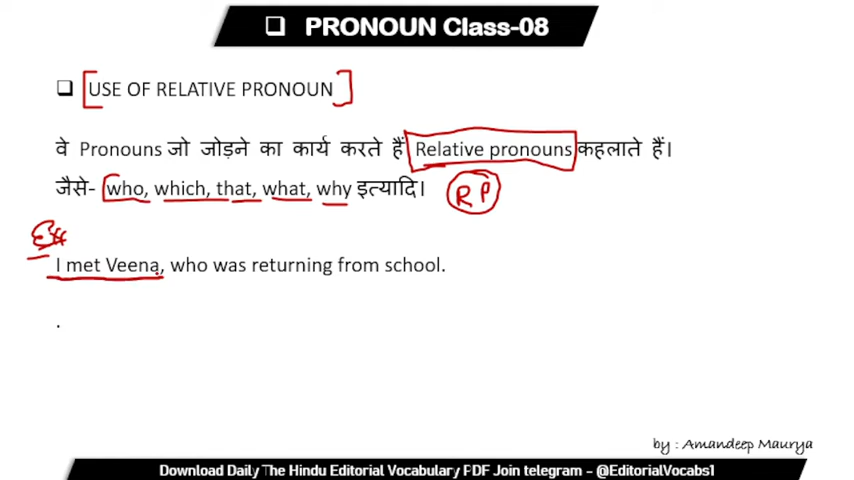 PRONOUN Class-08
USE OF RELATIVE PRONOUN
वे Pronouns जो जोड़ने का कार्य करते हैं Relative pronouns कहलाते हैं।
जैसे- who, which, that, what, why इत्यादि।
RP
Ex
I met Veena, who was returning from school.
.
by : Amandeep Maurya
Download Daily The Hindu Editorial Vocabulary PDF Join telegram - @EditorialVocabs1